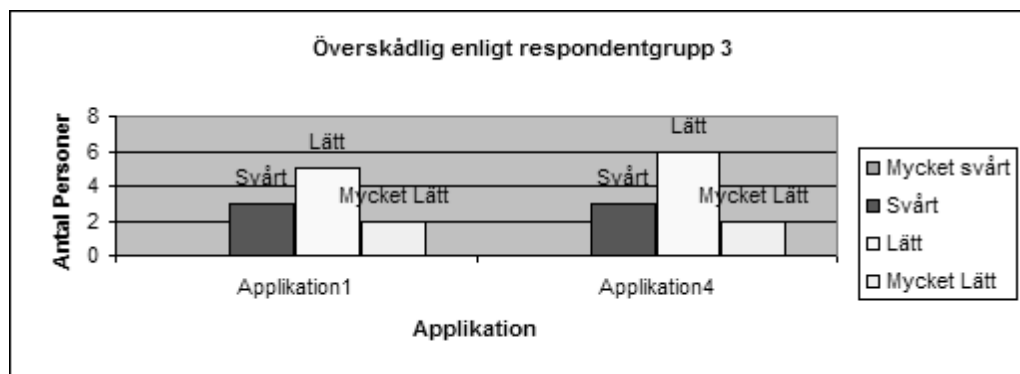 Överskådlig enligt respondentgrupp 3
Antal Personer
8
6
4
2
0
Svårt
Lätt
Mycket Lätt
Svårt
Lätt
Mycket Lätt
Applikation1
Applikation4
Applikation
Mycket svårt
Svårt
Lätt
Mycket Lätt